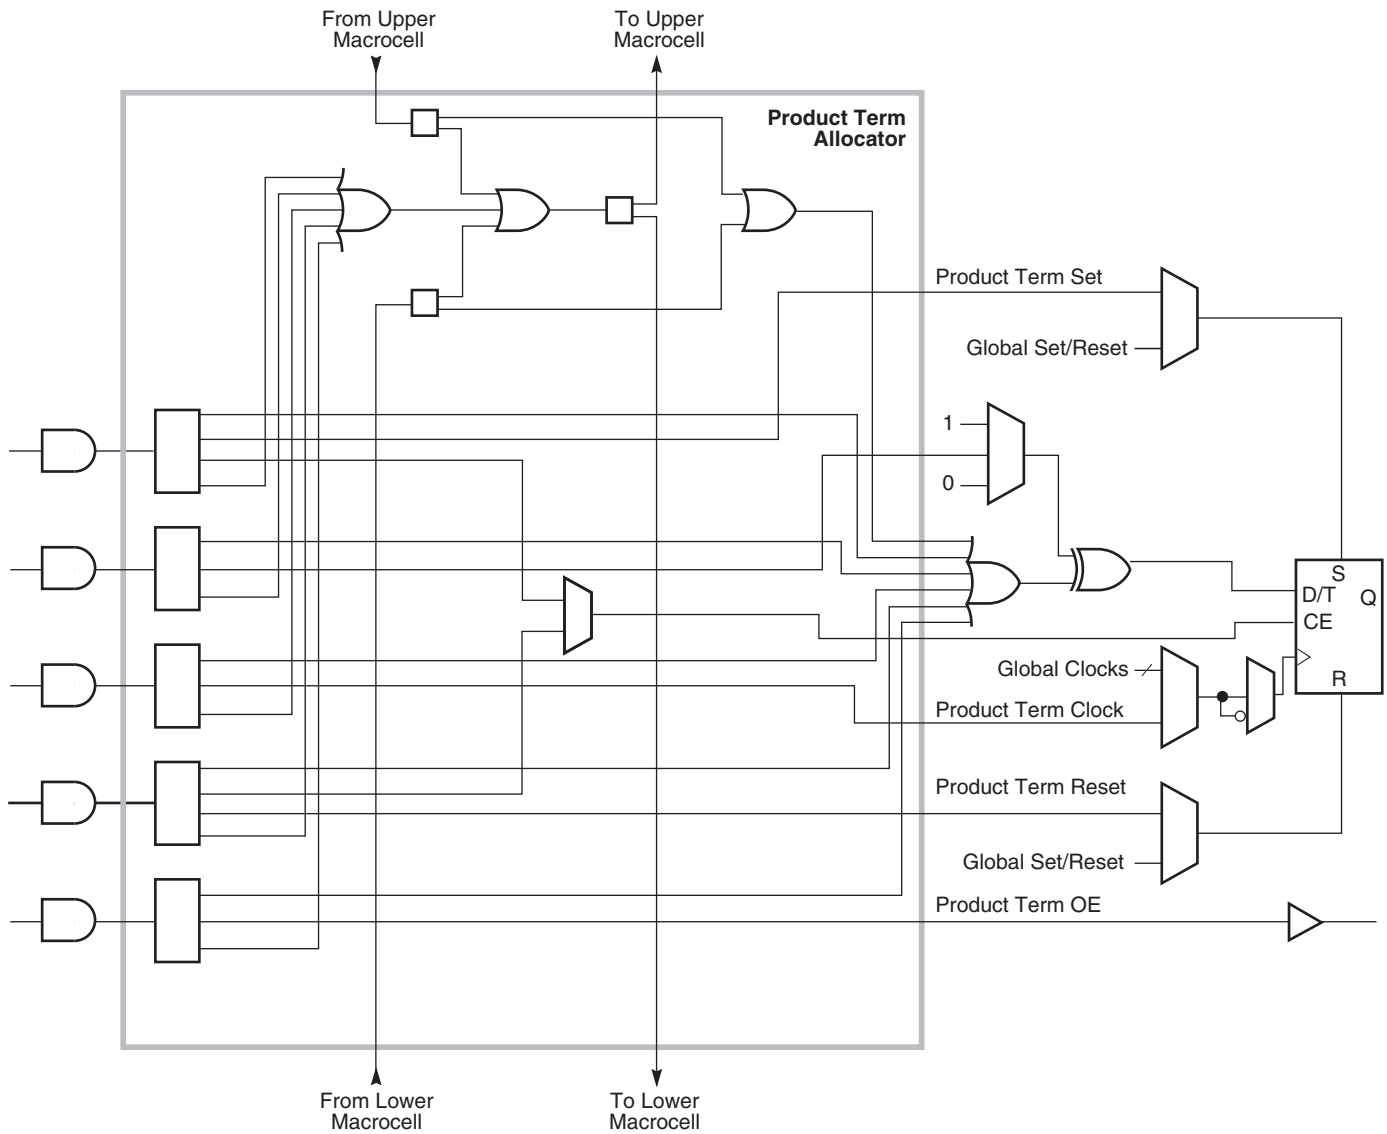 From Upper
Macrocell
To Upper
Macrocell
Product Term
Allocator
Product Term Set
Global Set/Reset
1
0
S
D/T
Q
CE
R
Global Clocks
Product Term Clock
Product Term Reset
Global Set/Reset
Product Term OE
From Lower
Macrocell
To Lower
Macrocell